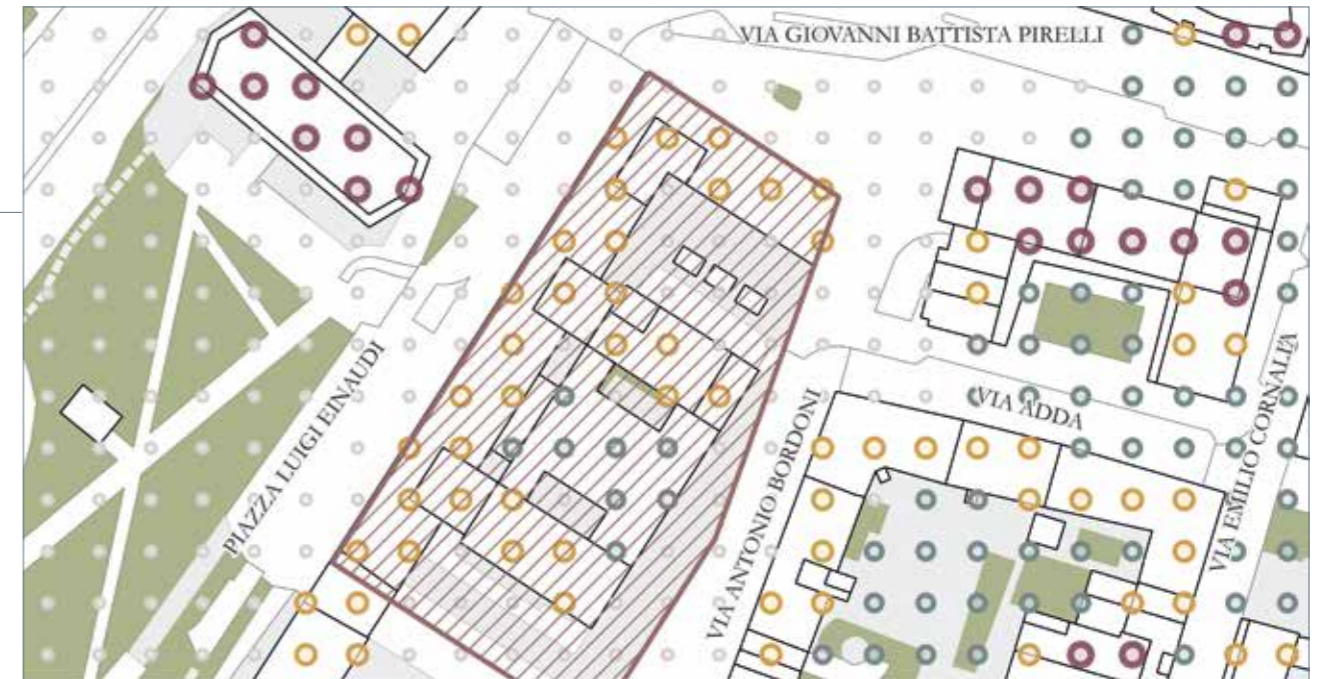 VIA GIOVANNI BATTISTA PIRELLI
PIAZZA LUIGI EINAUDI
VIA ADDA
VIA ANTONIO BORDONI
VIA EMILIO CORNALIA